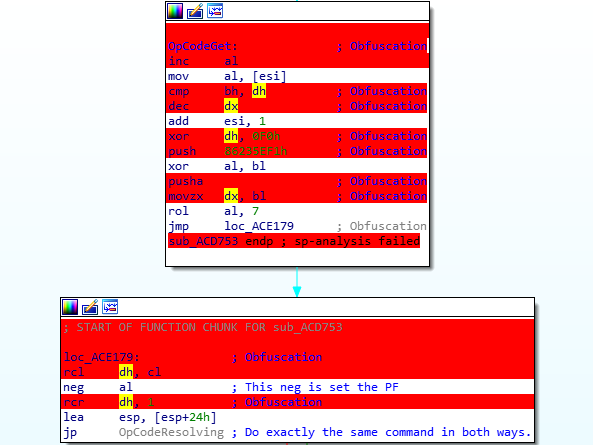 OpCodeGet: ; Obfuscation
inc al
mov al, [esi]
cmp bh, dh ; Obfuscation
dec dx ; Obfuscation
add esi, 1
xor dh, 0F0h ; Obfuscation
push ; Obfuscation
xor al, bl
pusha ; Obfuscation
movzx dx, bl ; Obfuscation
rol al, 7
jmp loc_ACE179 ; Obfuscation
sub_ACD753 endp ; sp-analysis failed
; START OF FUNCTION CHUNK FOR sub_ACD753
loc_ACE179: ; Obfuscation
rcl dh, cl
neg al ; This neg is set the PF
rcr dh, 1 ; Obfuscation
lea esp, [esp+24h]
jp OpCodeResolving ; Do exactly the same command in both ways.